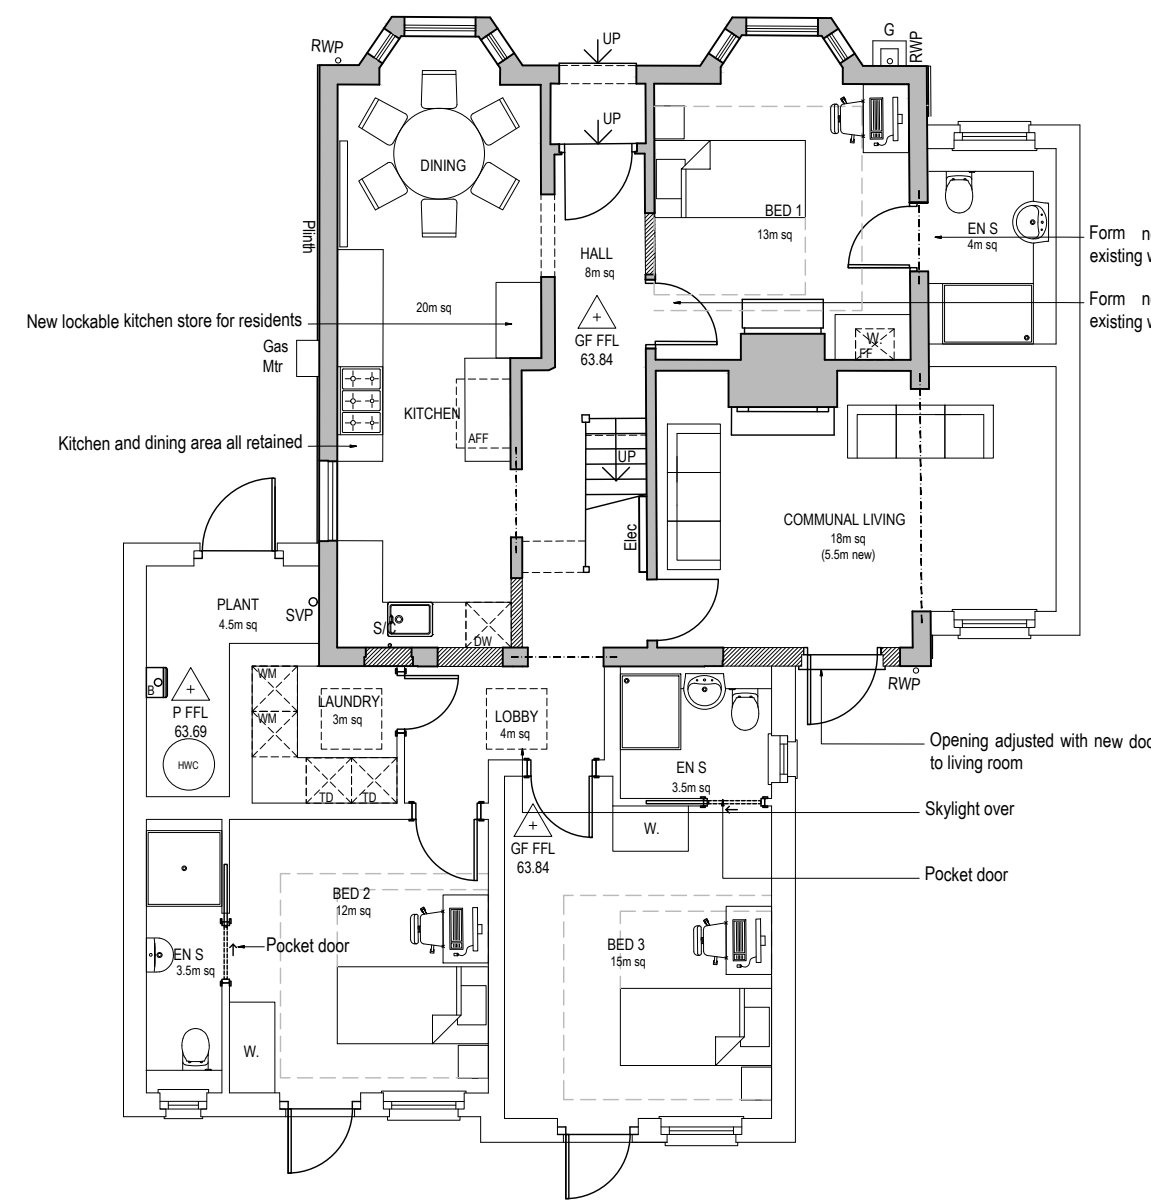 RWP
UP
G
RWP
UP
DINING
BED 1
13m sq
EN S
4m sq
Plinth
HALL
8m sq
Form
existing
New lockable kitchen store for residents
20m sq
Form
existing
Gas
Mtr
GF FFL
63.84
W.
FF
KITCHEN
AFF
Kitchen and dining area all retained
UP
Elec
COMMUNAL LIVING
18m sq
(5.5m new)
PLANT
4.5m sq
SVP
S/C
DW
RWP
B
P FFL
63.69
HWC
WM
WM
LAUNDRY
3m sq
TD
TD
LOBBY
4m sq
EN S
3.5m sq
Opening adjusted with new
to living room
Skylight over
W.
GF FFL
63.84
Pocket door
BED 2
12m sq
EN S
3.5m sq
Pocket door
BED 3
15m sq
W.